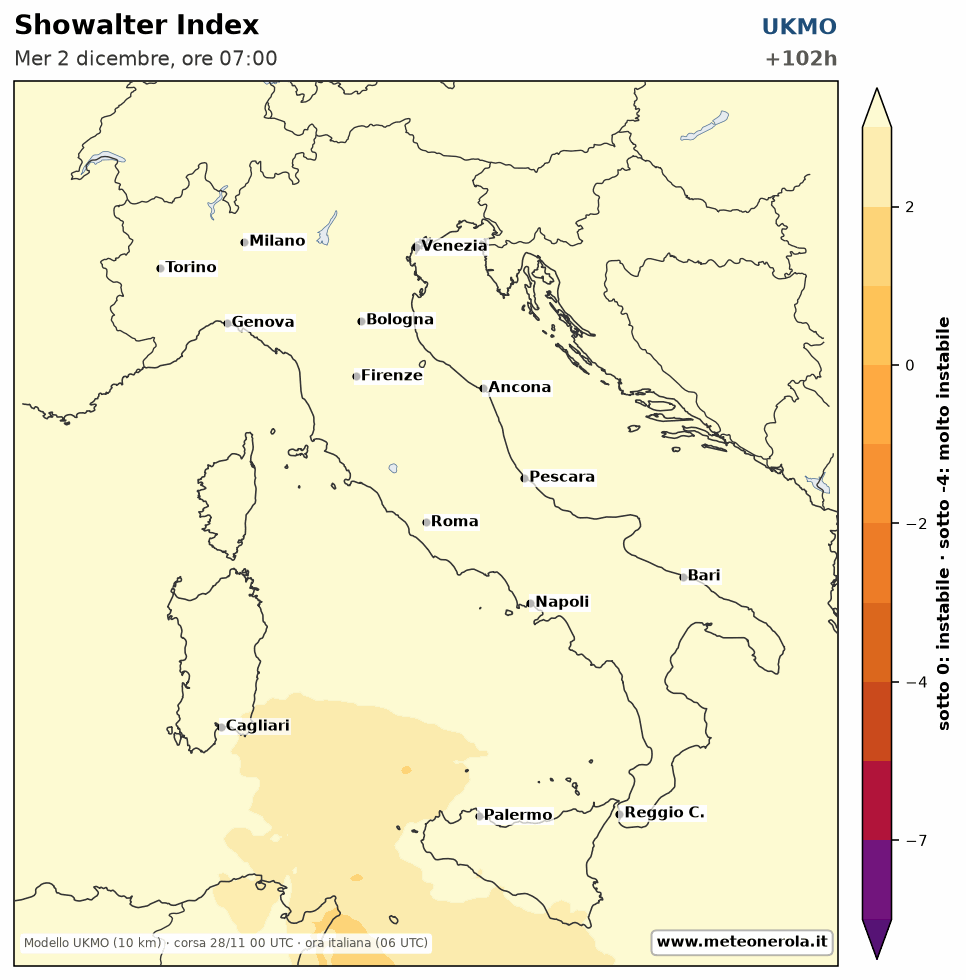 Showalter Index
UKMO
Mer 2 dicembre, ore 07:00
+102h
Milano
Venezia
Torino
Genova
Bologna
Firenze
Ancona
Pescara
Roma
Bari
Napoli
Cagliari
Palermo
Reggio C.
2
0
−2
−4
−7
sotto 0: instabile · sotto -4: molto instabile
Modello UKMO (10 km) · corsa 28/11 00 UTC · ora italiana (06 UTC)
www.meteonerola.it